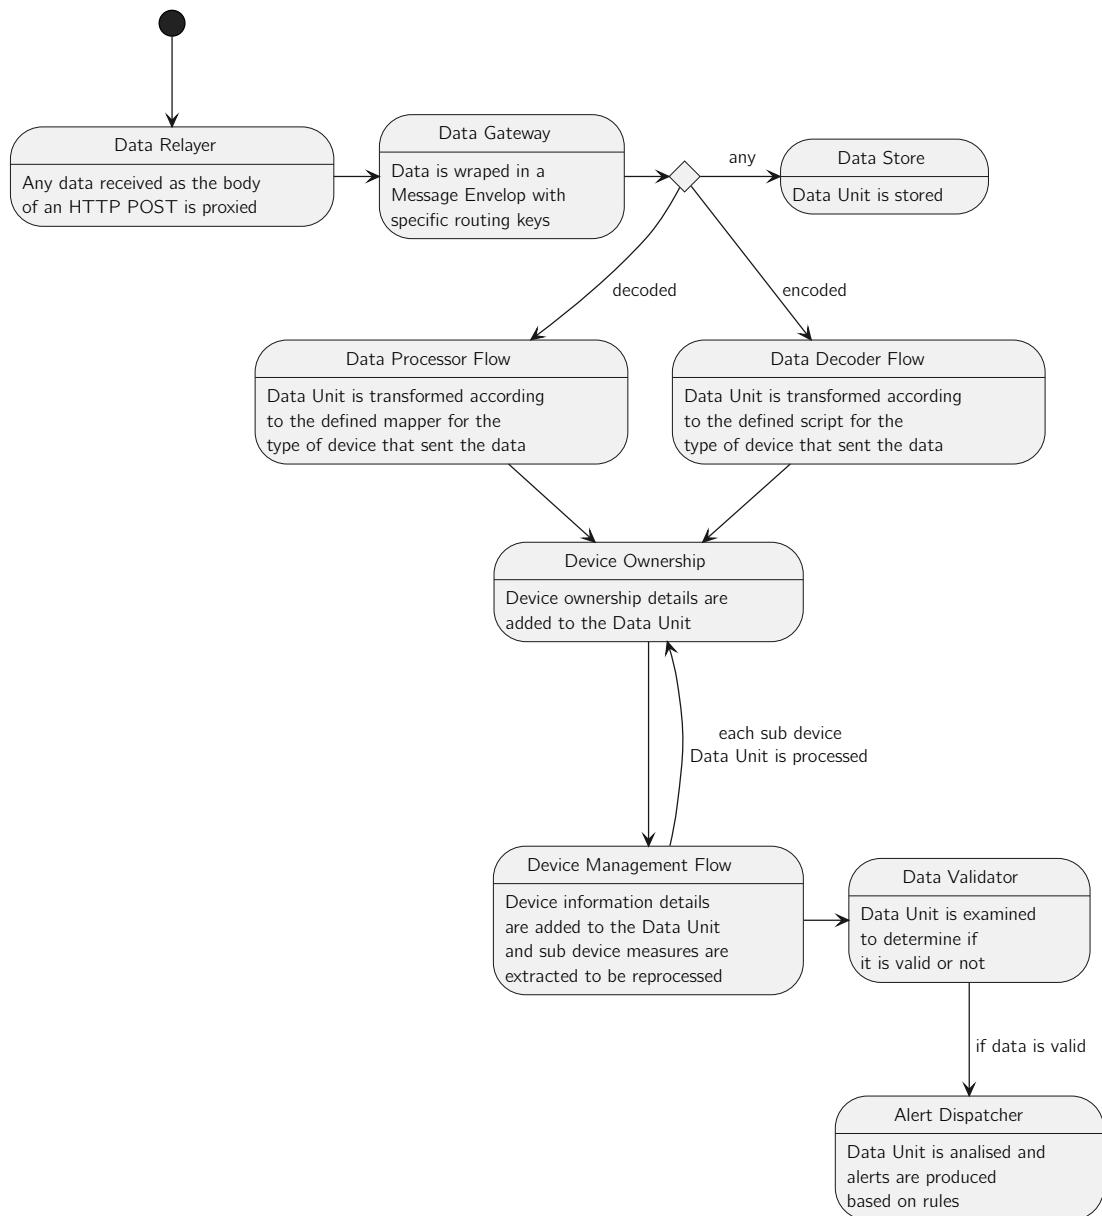 Data Relayer
Any data received as the body
of an HTTP POST is proxied
Data Gateway
Data is wraped in a
Message Envelop with
specific routing keys
any
Data Store
Data Unit is stored
decoded
encoded
Data Processor Flow
Data Unit is transformed according
to the defined mapper for the
type of device that sent the data
Data Decoder Flow
Data Unit is transformed according
to the defined script for the
type of device that sent the data
Device Ownership
Device ownership details are
added to the Data Unit
each sub device
Data Unit is processed
Device Management Flow
Device information details
are added to the Data Unit
and sub device measures are
extracted to be reprocessed
Data Validator
Data Unit is examined
to determine if
it is valid or not
if data is valid
Alert Dispatcher
Data Unit is analised and
alerts are produced
based on rules